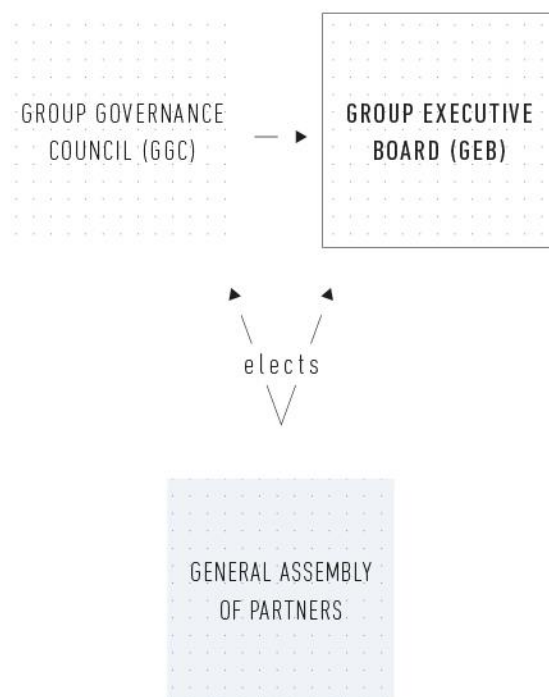 GROUP GOVERNANCE
COUNCIL (GGC)
GROUP EXECUTIVE
BOARD (GEB)
elects
GENERAL ASSEMBLY
OF PARTNERS